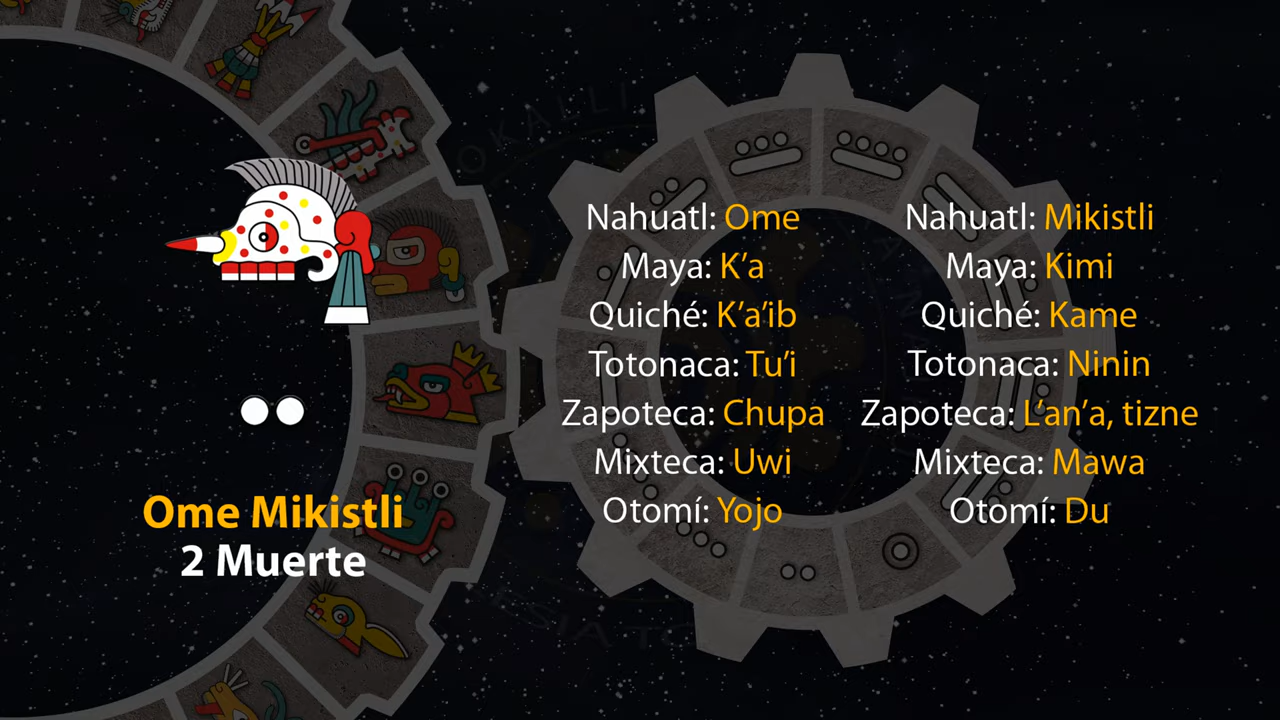 Ome Mikistli
2 Muerte
Nahuatl: Ome
Maya: K’a
Quiché: K’a’ib
Totonaca: Tu’i
Zapoteca: Chupa
Mixteca: Uwi
Otomí: Yojo
Nahuatl: Mikistli
Maya: Kimi
Quiché: Kame
Totonaca: Ninin
Zapoteca: L’an’a, tizne
Mixteca: Mawa
Otomí: Du